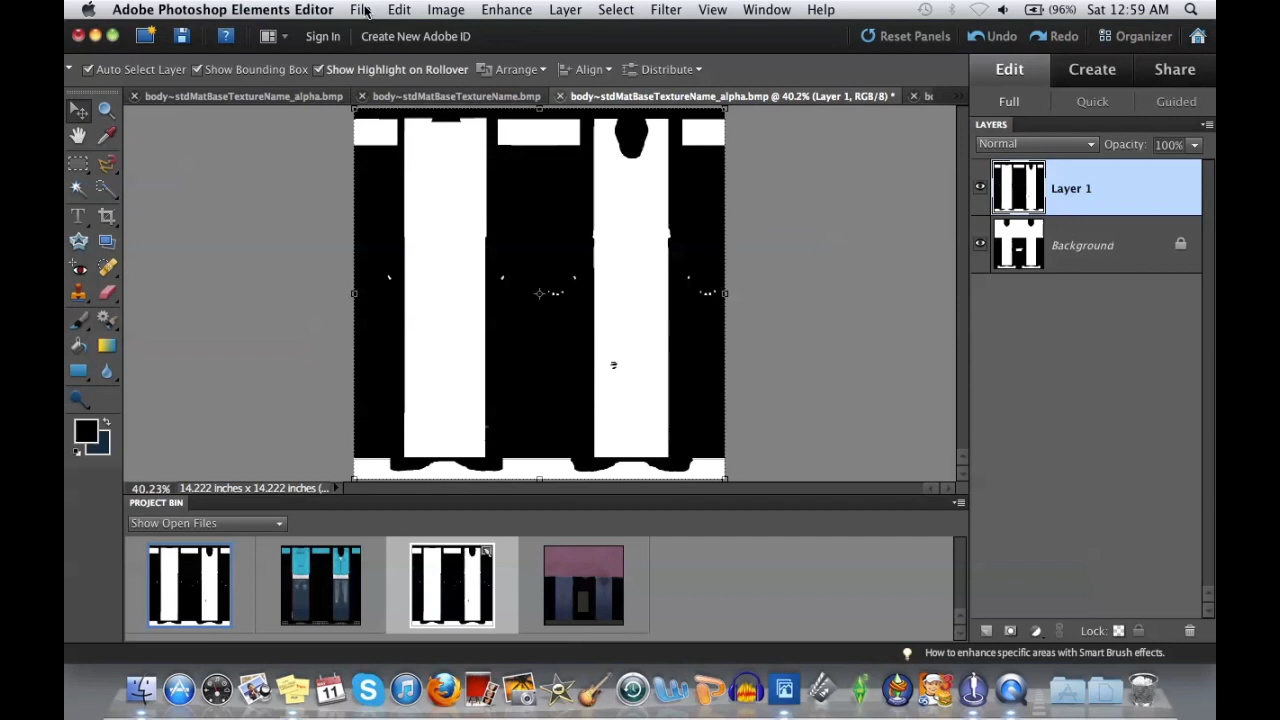 Adobe Photoshop Elements Editor File Edit Image Enhance Layer Select Filter View Window Help (96%) Sat 12:59 AM
Sign In Create New Adobe ID Reset Panels Undo Redo Organizer
Auto Select Layer Show Bounding Box Show Highlight on Rollover Arrange Align Distribute
Edit Create Share
body~stdMatBaseTextureName_alpha.bmp body~stdMatBaseTextureName.bmp body~stdMatBaseTextureName_alpha.bmp @ 40.2% (Layer 1, RGB/8) *
Full Quick Guided
LAYERS
Normal Opacity: 100%
Layer 1
Background
40.23% 14.222 inches x 14.222 inches (...
PROJECT BIN
Show Open Files
Lock:
How to enhance specific areas with Smart Brush effects.